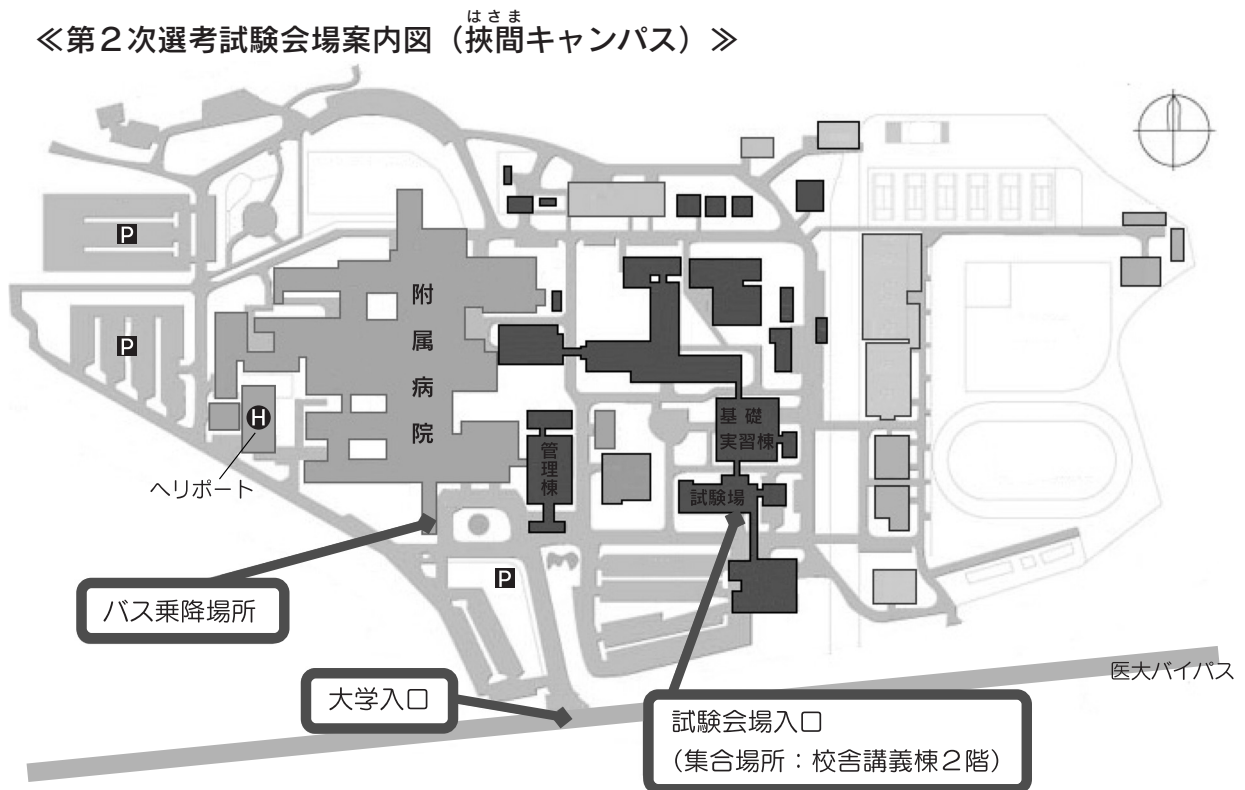 はさま
≪第２次選考試験会場案内図（挾間キャンパス）≫
P
P
附属病院
H
ヘリポート
管理棟
基礎
実習棟
試験場
P
バス乗降場所
大学入口
医大バイパス
試験会場入口
（集合場所：校舎講義棟２階）